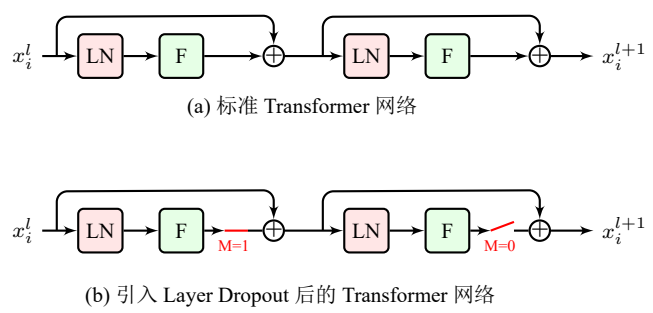 x_i^l LN F ⊕ LN F ⊕ x_i^{l+1}
(a) 标准 Transformer 网络
x_i^l LN F M=1 ⊕ LN F M=0 ⊕ x_i^{l+1}
(b) 引入 Layer Dropout 后的 Transformer 网络